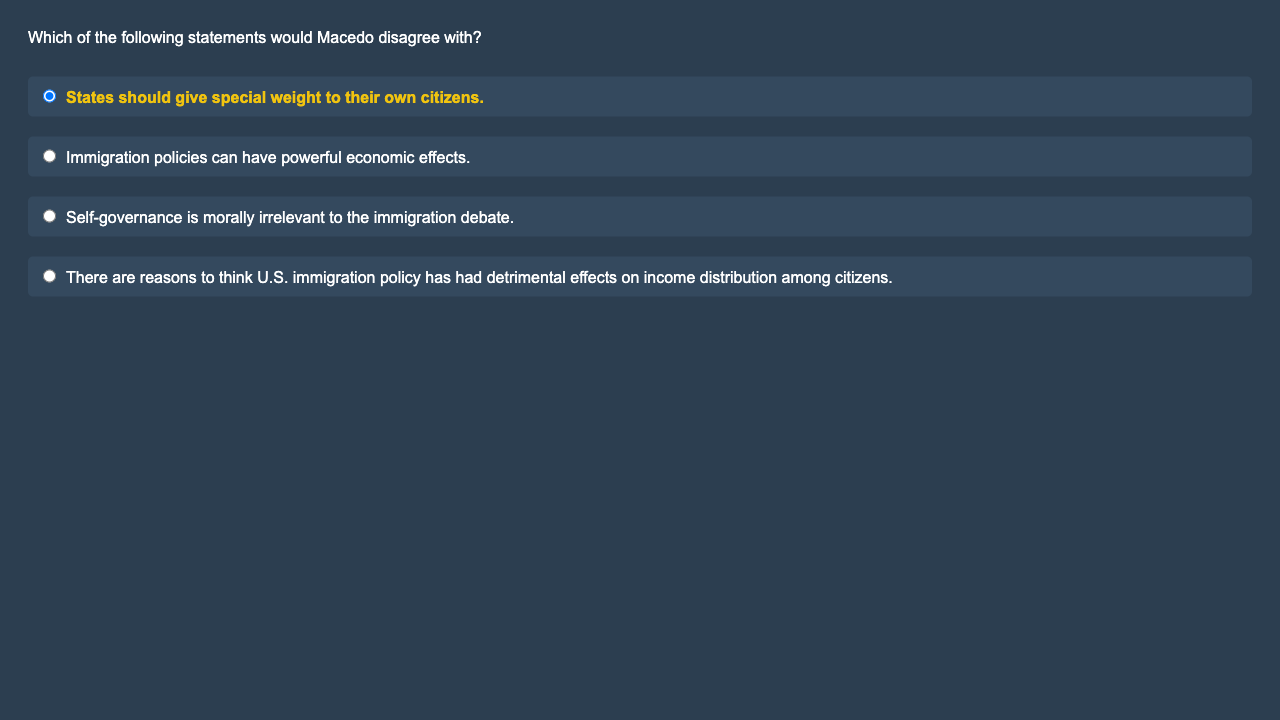 Which of the following statements would Macedo disagree with?
States should give special weight to their own citizens.
Immigration policies can have powerful economic effects.
Self-governance is morally irrelevant to the immigration debate.
There are reasons to think U.S. immigration policy has had detrimental effects on income distribution among citizens.